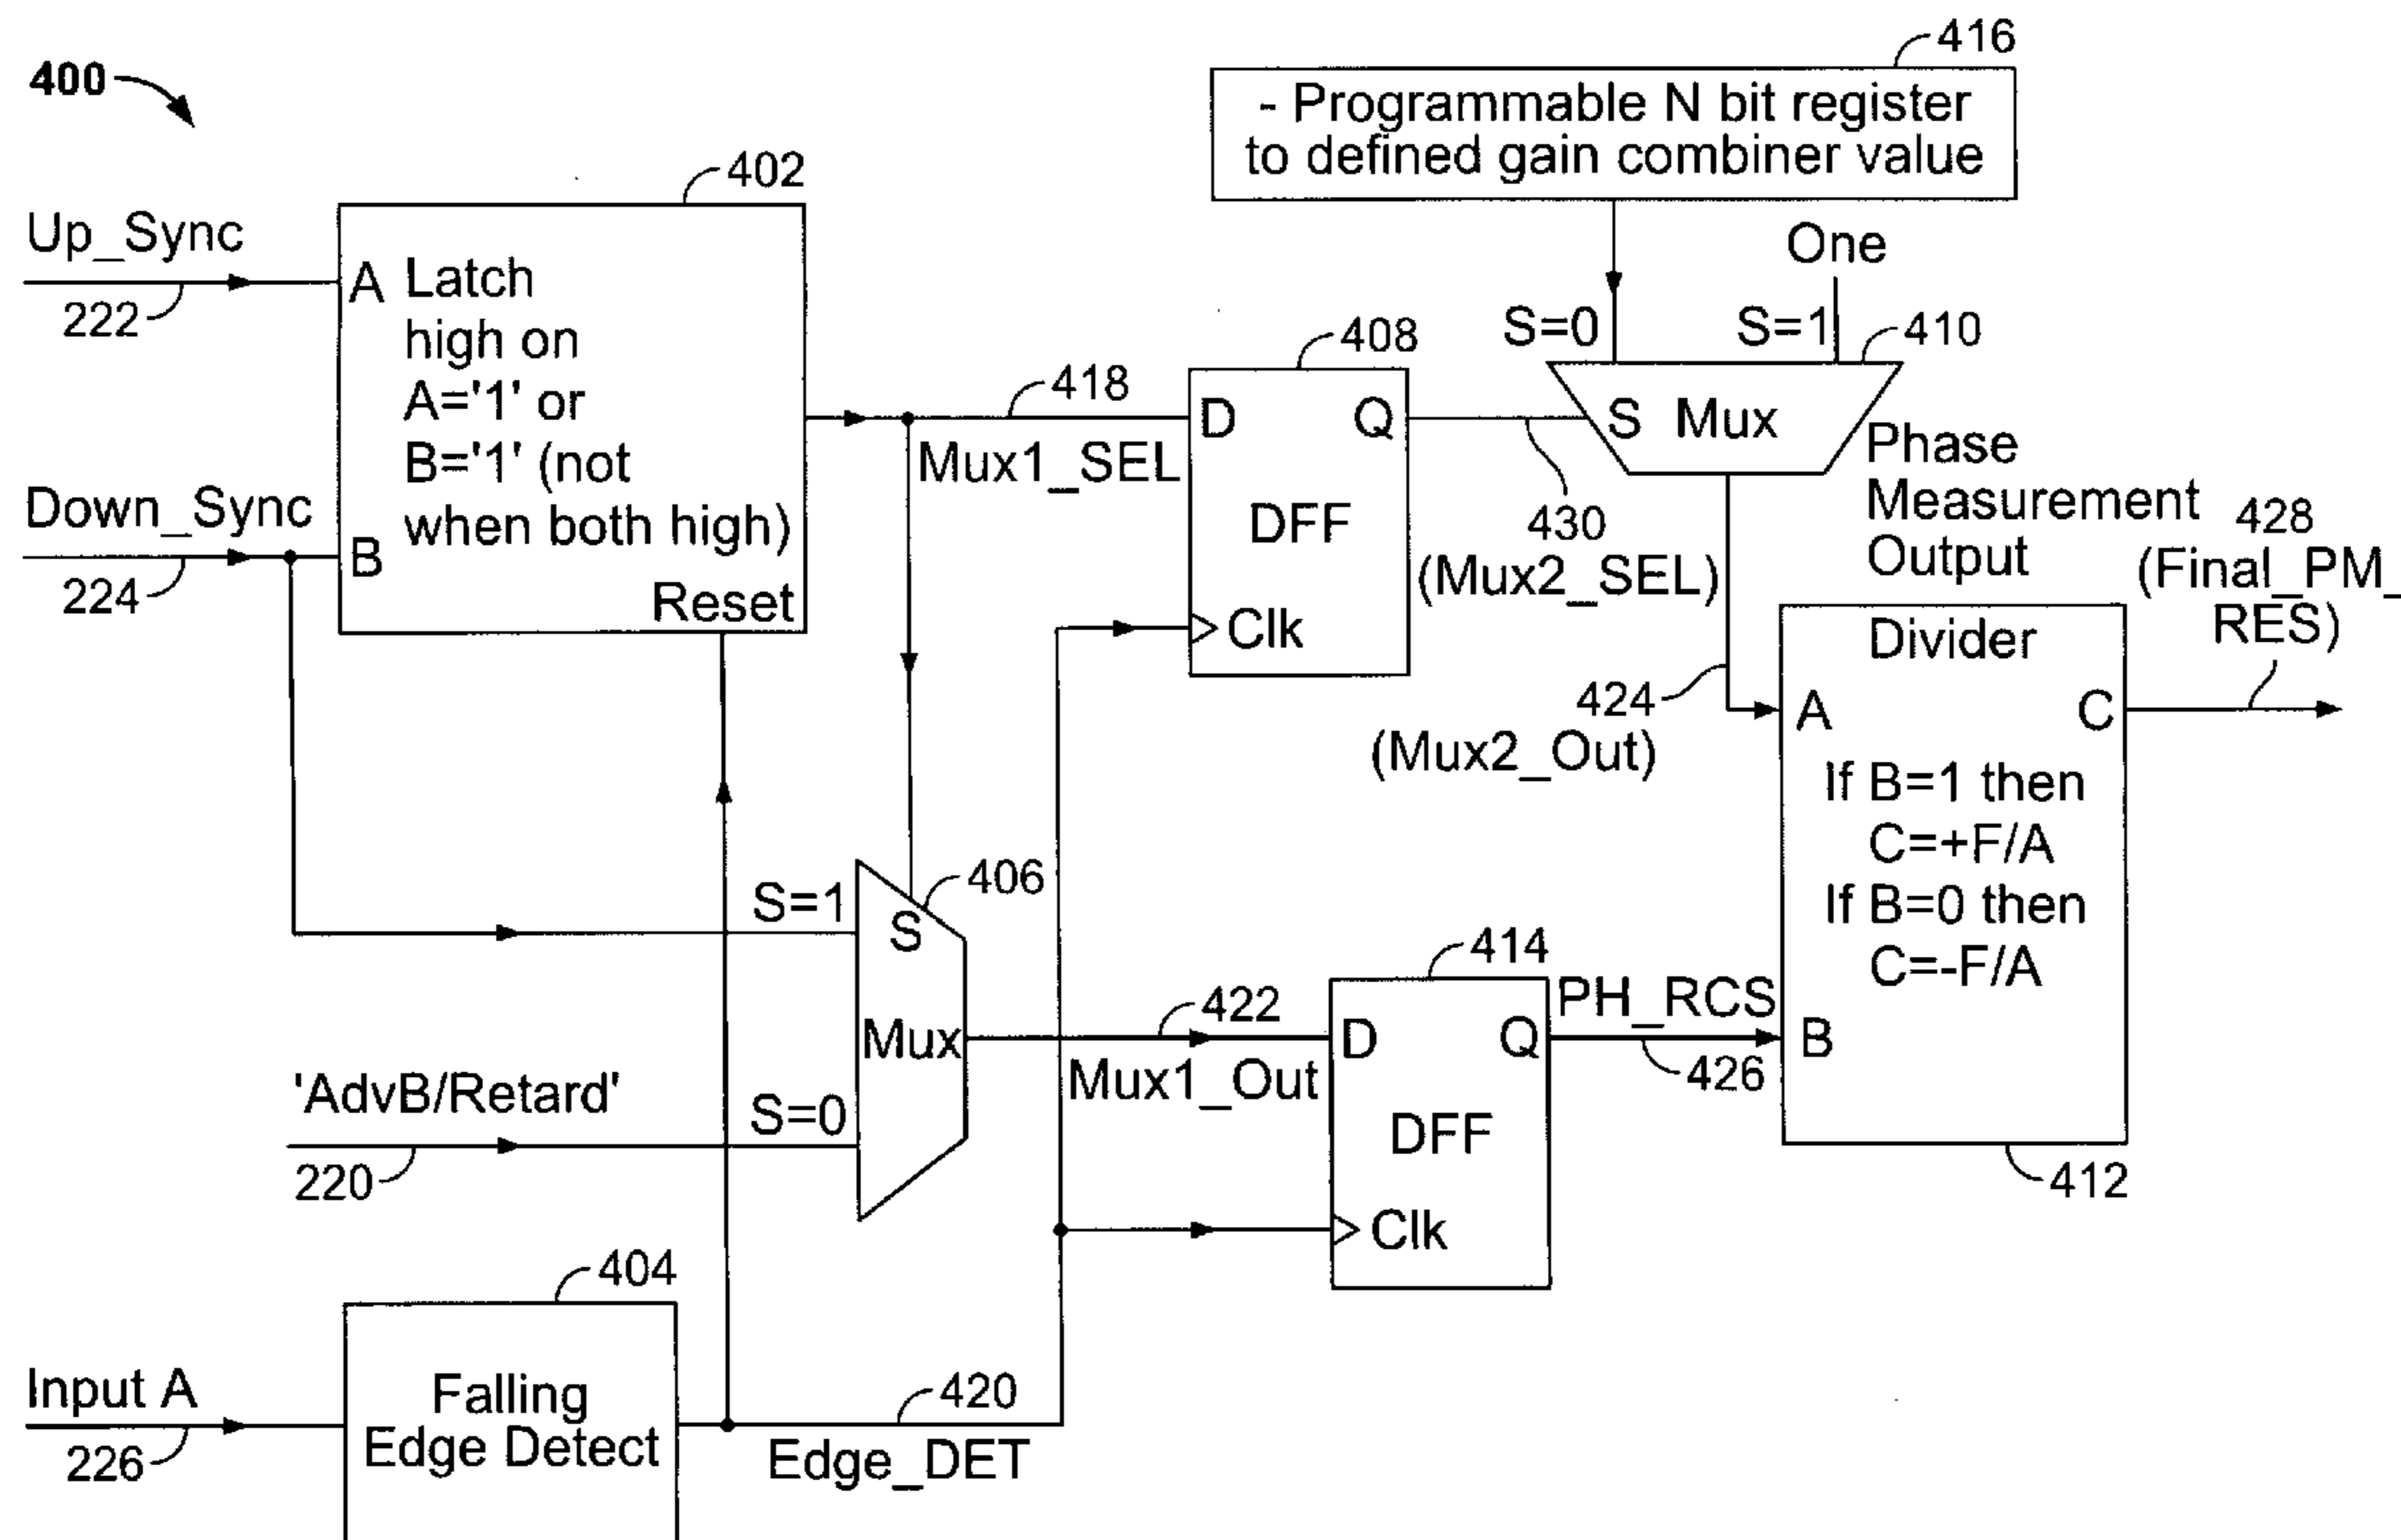 400
416
- Programmable N bit register
to defined gain combiner value
402
Up_Sync
222
A
Latch
high on
A='1' or
B='1' (not
when both high)
B
Reset
Down_Sync
224
One
S=0
S=1
410
408
418
Mux1_SEL
D
Q
DFF
Clk
430
(Mux2_SEL)
S Mux
Phase
Measurement
Output
428
(Final_PM_
RES)
424
(Mux2_Out)
Divider
A
C
If B=1 then
C=+F/A
If B=0 then
C=-F/A
B
412
S=1
406
S
Mux
'AdvB/Retard'
S=0
220
422
Mux1_Out
414
D
Q
DFF
Clk
PH_RCS
426
404
Input A
226
Falling
Edge Detect
420
Edge_DET